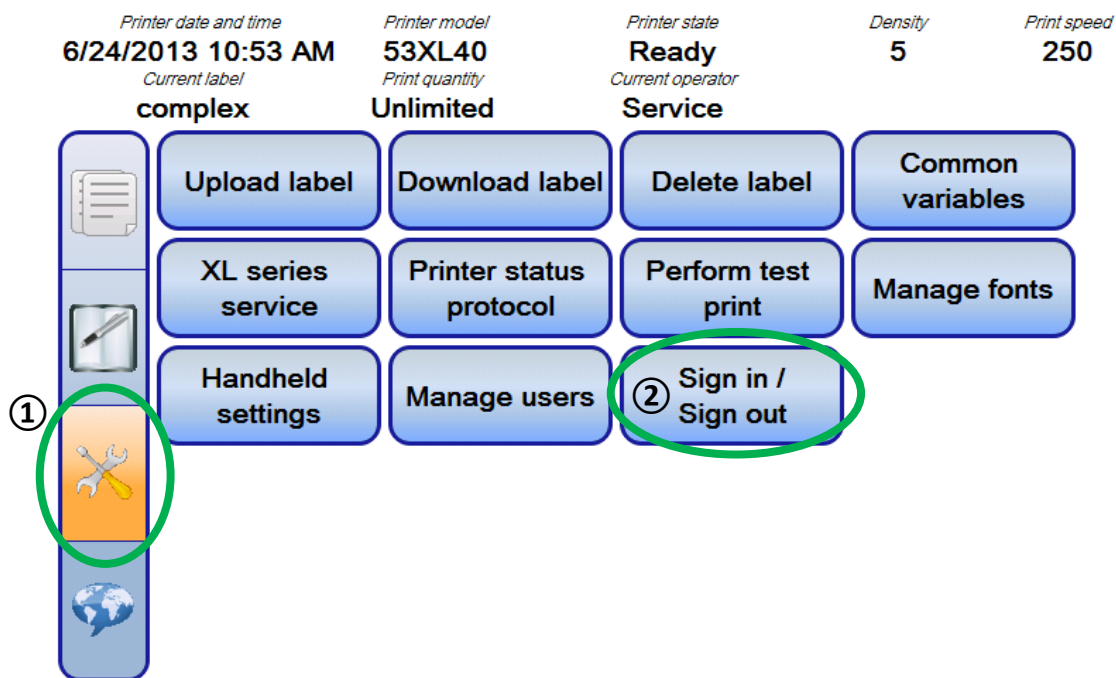 Printer date and time Printer model Printer state Density Print speed
6/24/2013 10:53 AM 53XL40 Ready 5 250
Current label Print quantity Current operator
complex Unlimited Service
Upload label Download label Delete label Common
variables
XL series
service
Printer status
protocol
Perform test
print
Manage fonts
Handheld
settings
Manage users
② Sign in /
Sign out
①